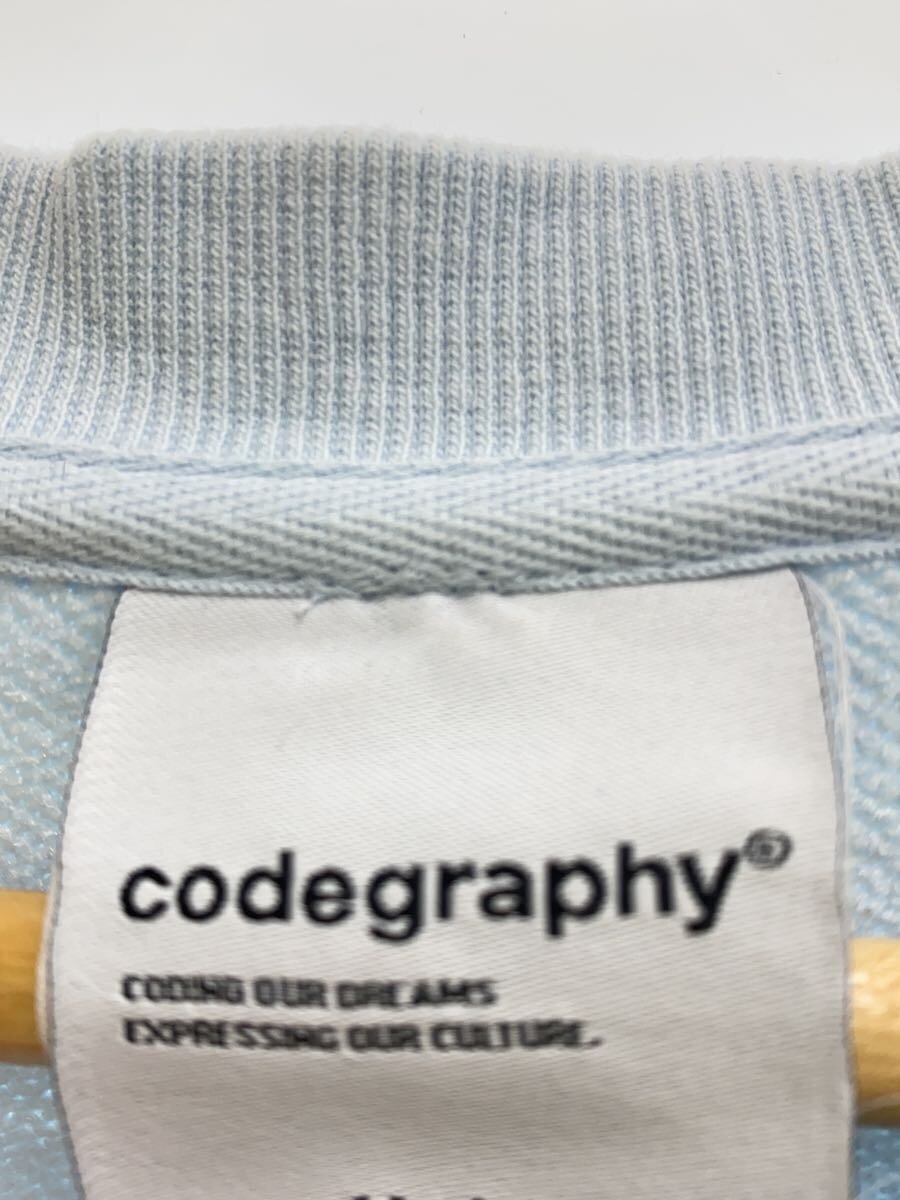 codegraphy®
CODING OUR DREAMS
EXPRESSING OUR CULTURE.